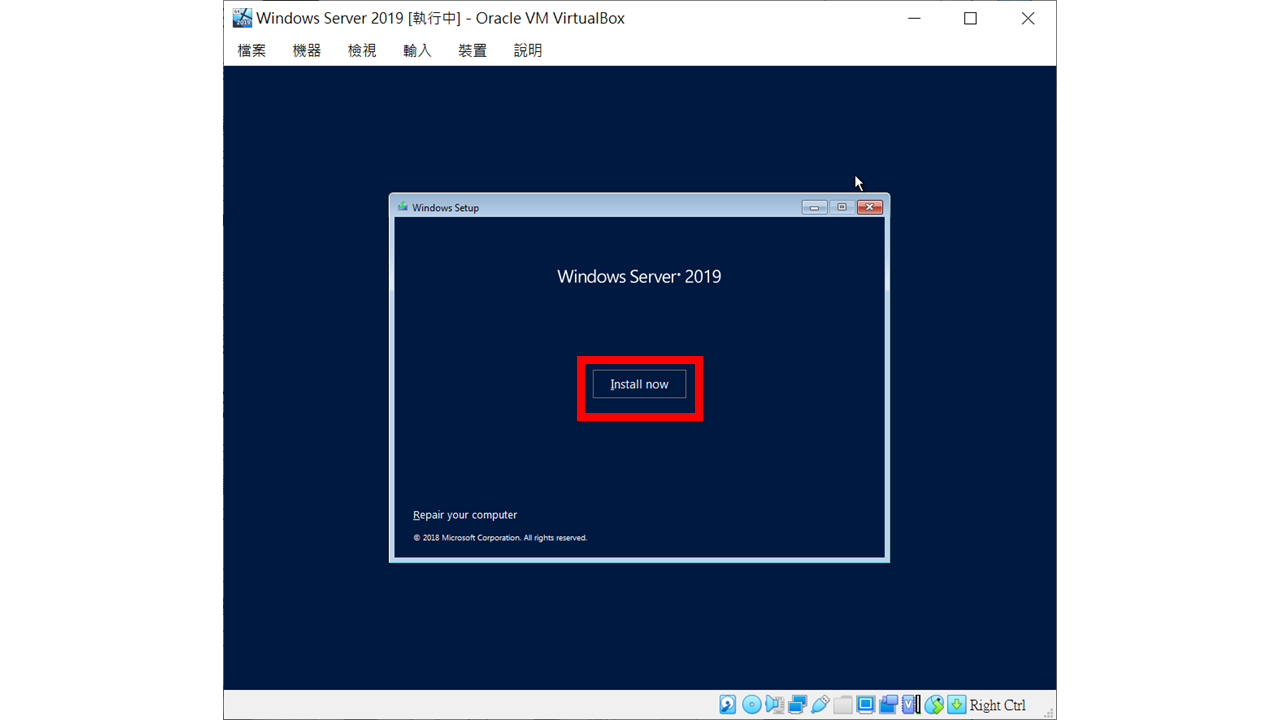 Windows Server 2019 [執行中] - Oracle VM VirtualBox
檔案 機器 檢視 輸入 裝置 說明
Windows Setup
Windows Server® 2019
Install now
Repair your computer
© 2018 Microsoft Corporation. All rights reserved.
Right Ctrl